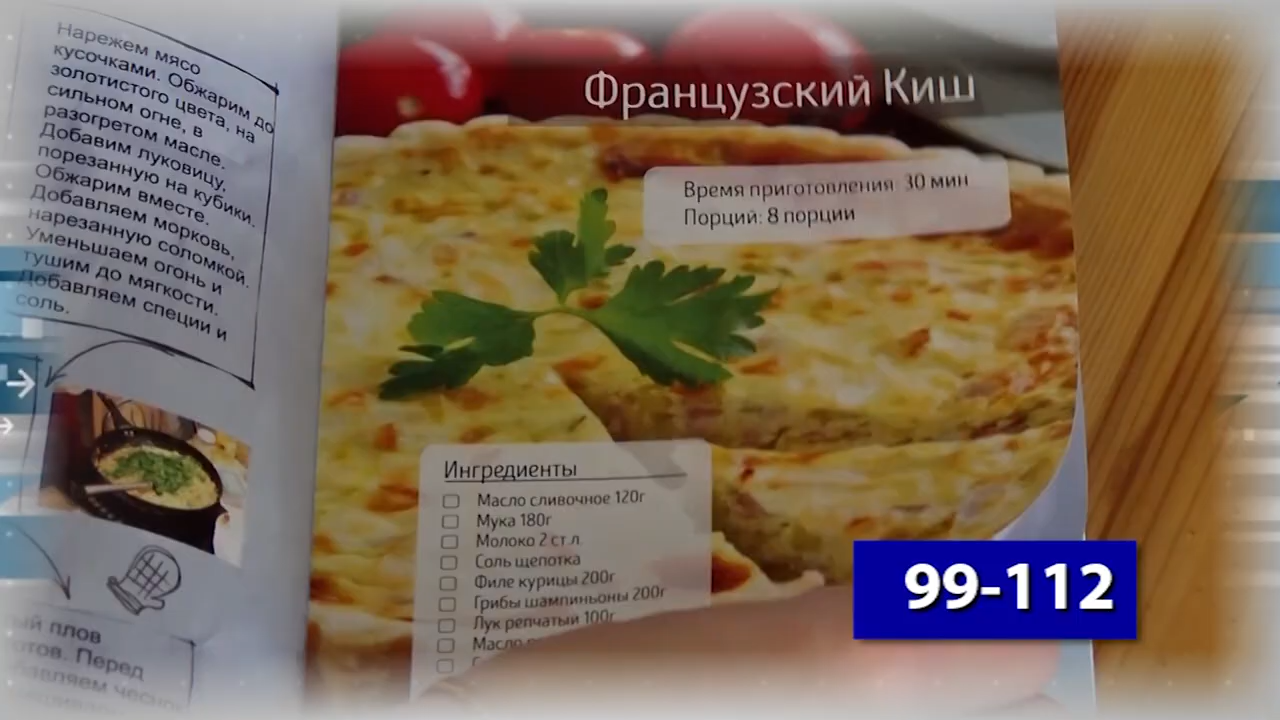 Нарежем мясо
кусочками. Обжарим до
золотистого цвета, на
сильном огне, в
разогретом масле.
Добавим луковицу,
порезанную на кубики.
Обжарим вместе.
Добавляем морковь,
нарезанную соломкой.
Уменьшаем огонь и
тушим до мягкости.
Добавляем специи и
соль.
плов
Перед
Французский Киш
Время приготовления: 30 мин
Порций: 8 порции
Ингредиенты
Масло сливочное 120г
Мука 180г
Молоко 2 ст.л.
Соль щепотка
Филе курицы 200г
Грибы шампиньоны 200г
Лук репчатый 100г
Масло
99-112